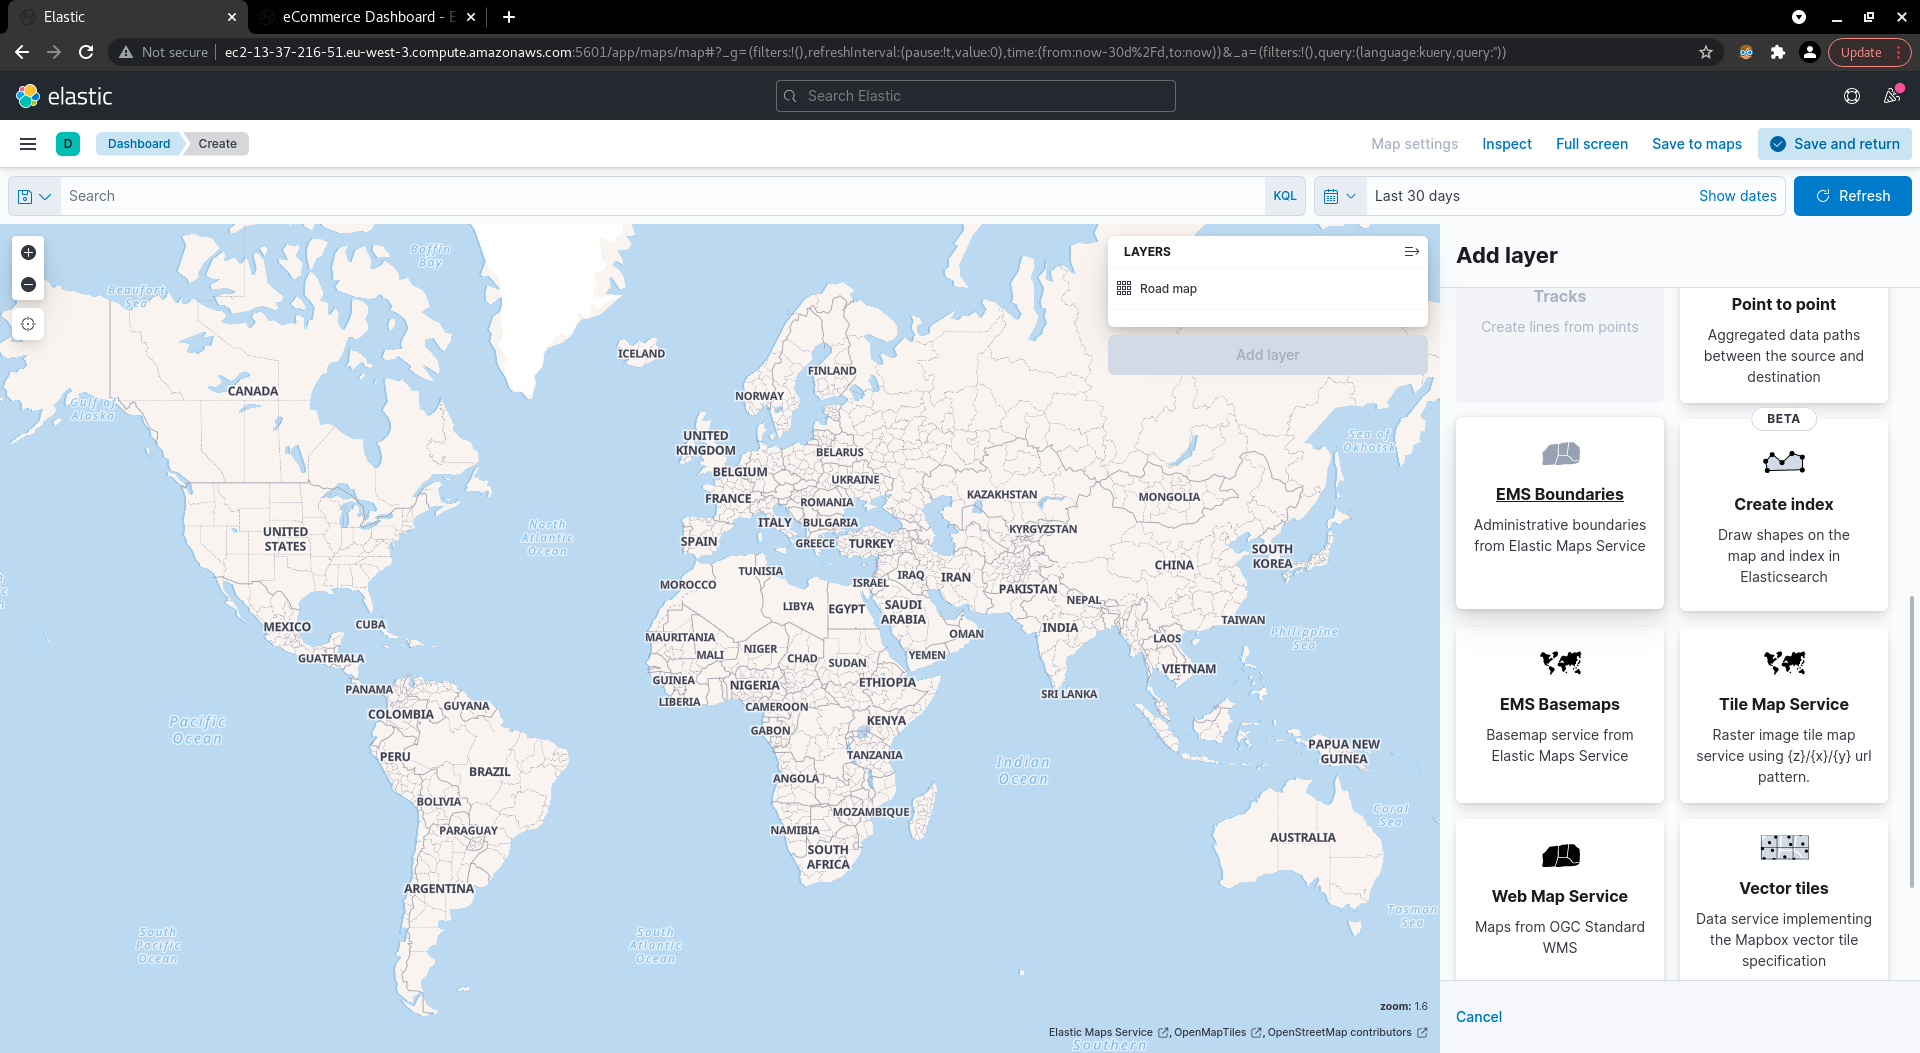 Elastic
eCommerce Dashboard - E
Not secure
ec2-13-37-216-51.eu-west-3.compute.amazonaws.com:5601/app/maps/map#?_g=(filters:!(),refreshInterval:(pause:!t,value:0),time:(from:now-30d%2Fd,to:now))&_a=(filters:!(),query:(language:kuery,query:''))
Update
elastic
Search Elastic
D
Dashboard
Create
Map settings
Inspect
Full screen
Save to maps
Save and return
Search
KQL
Last 30 days
Show dates
Refresh
LAYERS
Road map
Add layer
Baffin
Bay
Beaufort
Sea
ICELAND
FINLAND
CANADA
NORWAY
Gulf of
Alaska
UNITED
KINGDOM
Sea of
Okhotsk
BELARUS
BELGIUM
UKRAINE
FRANCE
ROMANIA
KAZAKHSTAN
MONGOLIA
North
Atlantic
Ocean
ITALY
BULGARIA
KYRGYZSTAN
UNITED
STATES
SPAIN
GREECE
TURKEY
SOUTH
KOREA
CHINA
TUNISIA
MOROCCO
ISRAEL
IRAQ
IRAN
PAKISTAN
NEPAL
LIBYA
EGYPT
SAUDI
ARABIA
MEXICO
CUBA
INDIA
TAIWAN
MAURITANIA
OMAN
LAOS
Philippine
Sea
GUATEMALA
MALI
NIGER
CHAD
SUDAN
YEMEN
VIETNAM
PANAMA
GUINEA
NIGERIA
ETHIOPIA
SRI LANKA
COLOMBIA
GUYANA
LIBERIA
CAMEROON
KENYA
Pacific
Ocean
GABON
PERU
TANZANIA
PAPUA NEW
GUINEA
BRAZIL
Indian
Ocean
ANGOLA
BOLIVIA
MOZAMBIQUE
Coral
Sea
PARAGUAY
NAMIBIA
AUSTRALIA
SOUTH
AFRICA
ARGENTINA
Tasman
Sea
South
Pacific
Ocean
South
Atlantic
Ocean
zoom: 1.6
Elastic Maps Service, OpenMapTiles, OpenStreetMap contributors
Southern
Add layer
Tracks
Create lines from points
Point to point
Aggregated data paths
between the source and
destination
EMS Boundaries
Administrative boundaries
from Elastic Maps Service
BETA
Create index
Draw shapes on the
map and index in
Elasticsearch
EMS Basemaps
Basemap service from
Elastic Maps Service
Tile Map Service
Raster image tile map
service using {z}/{x}/{y} url
pattern.
Web Map Service
Maps from OGC Standard
WMS
Vector tiles
Data service implementing
the Mapbox vector tile
specification
Cancel